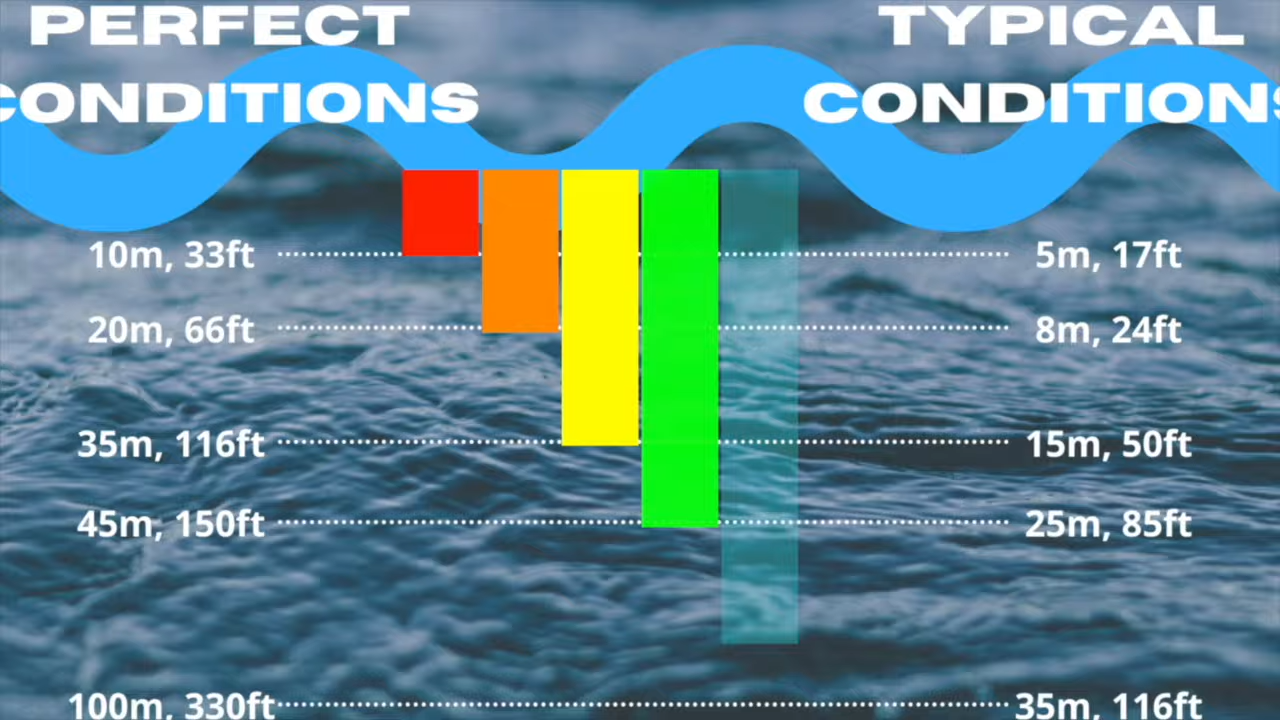 PERFECT
CONDITIONS
TYPICAL
CONDITIONS
10m, 33ft
5m, 17ft
20m, 66ft
8m, 24ft
35m, 116ft
15m, 50ft
45m, 150ft
25m, 85ft
100m, 330ft
35m, 116ft